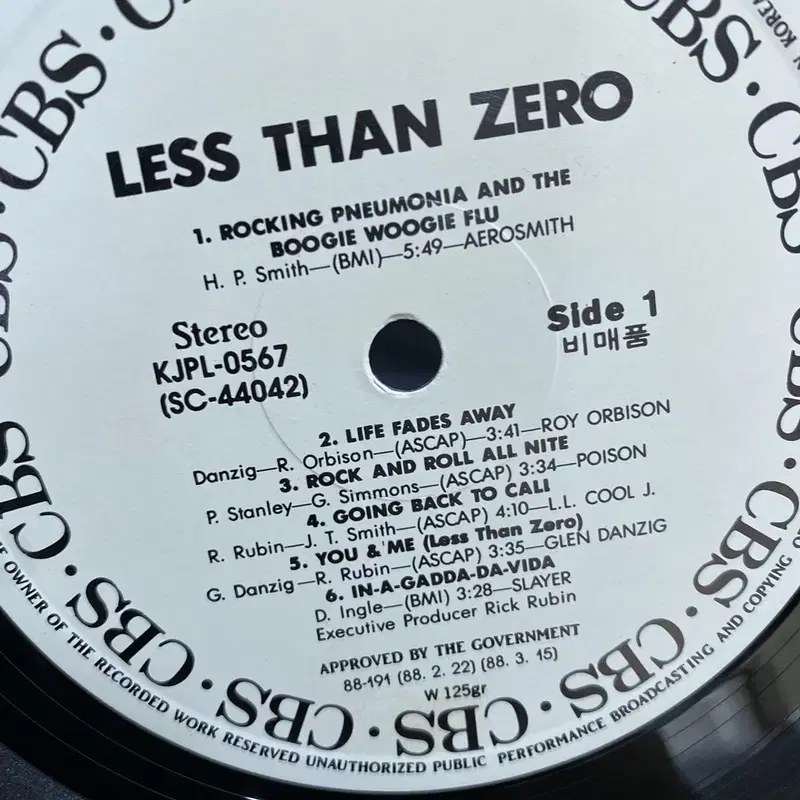 LESS THAN ZERO
1. ROCKING PNEUMONIA AND THE
BOOGIE WOOGIE FLU
H. P. Smith—(BMI)—5:49—AEROSMITH
Stereo
KJPL-0567
(SC-44042)
Side 1
비매품
2. LIFE FADES AWAY
Danzig—R. Orbison—(ASCAP)—3:41—ROY ORBISON
3. ROCK AND ROLL ALL NITE
P. Stanley—G. Simmons—(ASCAP) 3:34—POISON
4. GOING BACK TO CALI
R. Rubin—J. T. Smith—(ASCAP) 4:10—L.L. COOL J.
5. YOU & ME (Less Than Zero)
G. Danzig—R. Rubin—(ASCAP) 3:35—GLEN DANZIG
6. IN-A-GADDA-DA-VIDA
D. Ingle—(BMI) 3:28—SLAYER
Executive Producer Rick Rubin
APPROVED BY THE GOVERNMENT
88-191 (88. 2. 22) (88. 3. 15)
W 125gr
CBS · CBS · CBS · CBS · CBS · CBS · CBS · CBS · CBS · CBS · CBS · CBS
OWNER OF THE RECORDED WORK RESERVED UNAUTHORIZED PUBLIC PERFORMANCE BROADCASTING AND COPYING
KOREA